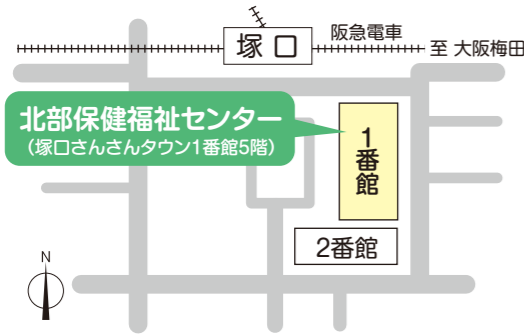 塚口
阪急電車
至 大阪梅田
北部保健福祉センター
(塚口さんさんタウン1番館5階)
1番館
2番館
N